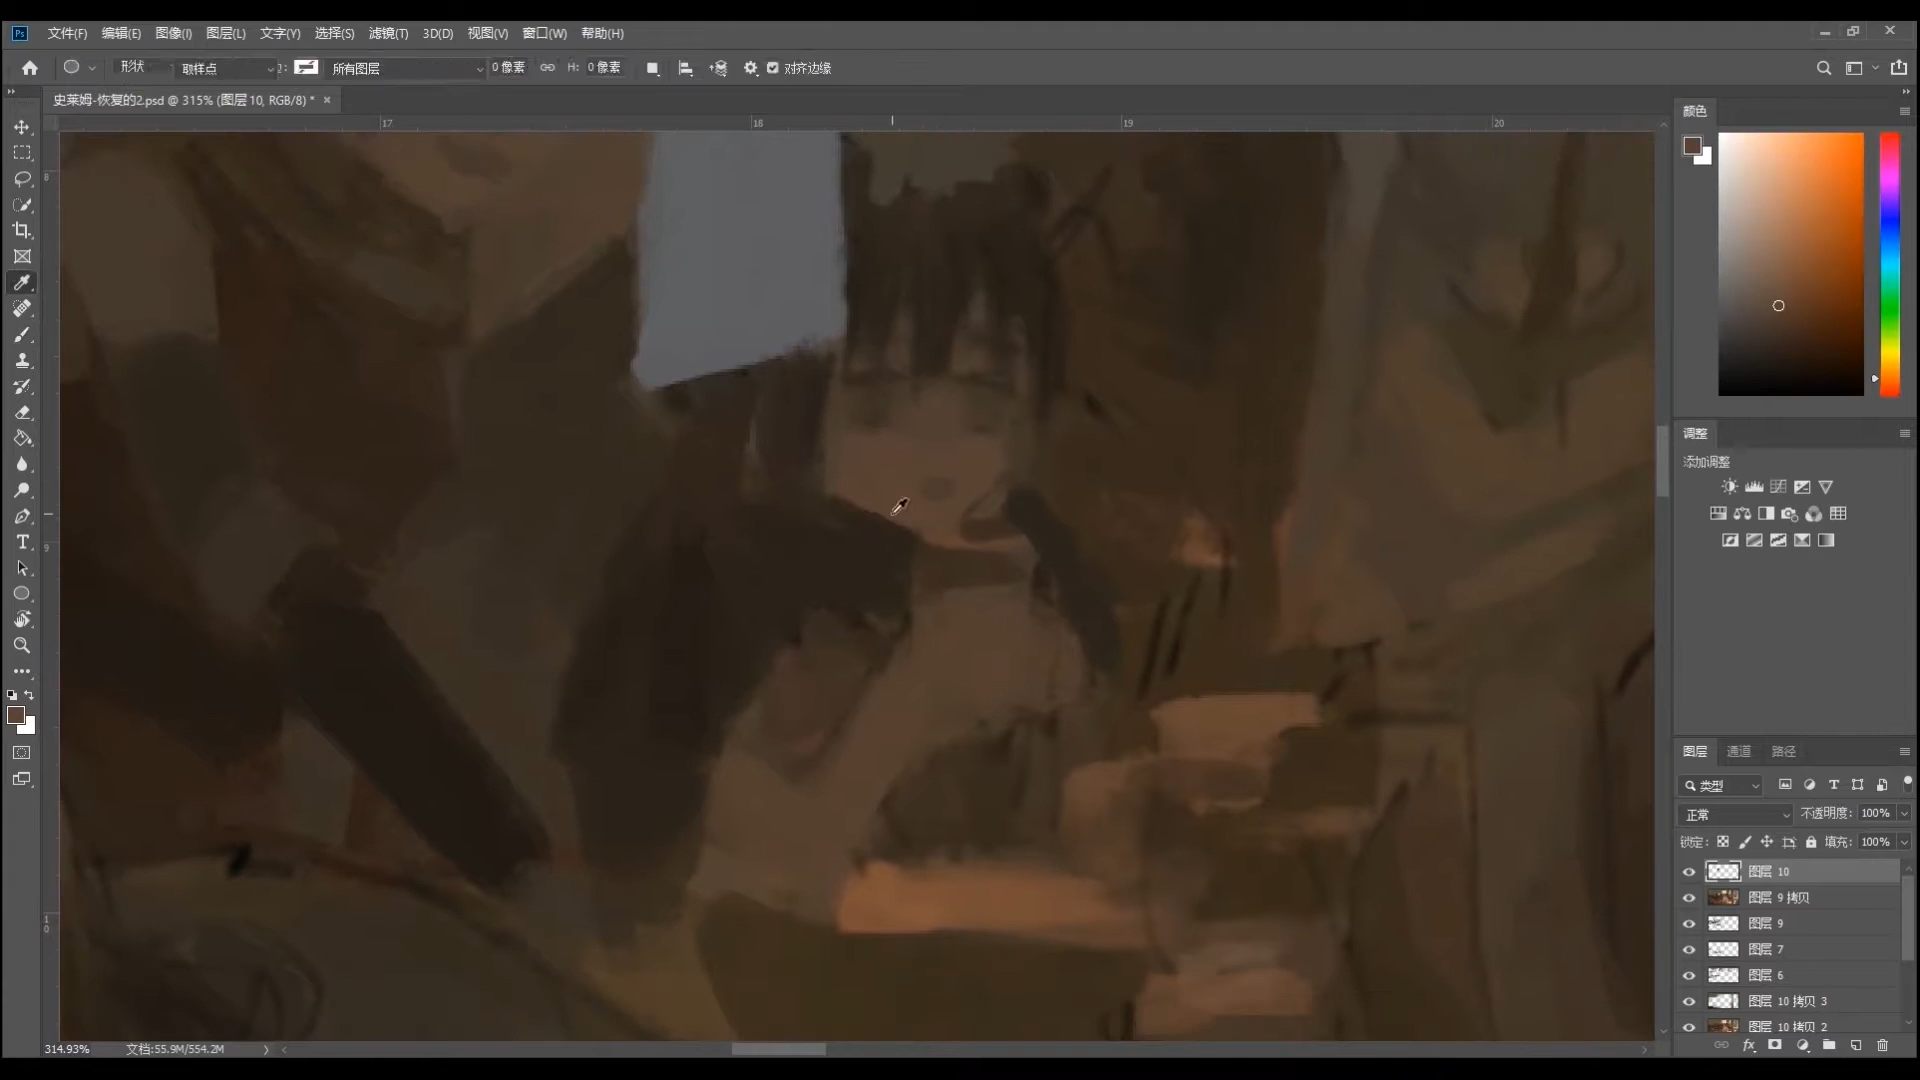 Ps 文件(F) 编辑(E) 图像(I) 图层(L) 文字(Y) 选择(S) 滤镜(T) 3D(D) 视图(V) 窗口(W) 帮助(H)
形状 取样点 所有图层 0 像素 H: 0 像素 对齐边缘
史莱姆-恢复的2.psd @ 315% (图层 10, RGB/8) * ×
17 18 19 20
8
9
1
0
颜色
调整
添加调整
图层 通道 路径
类型
正常 不透明度: 100%
锁定: 填充: 100%
图层 10
图层 9 拷贝
图层 9
图层 7
图层 6
图层 10 拷贝 3
图层 10 拷贝 2
fx
314.93% 文档:55.9M/554.2M